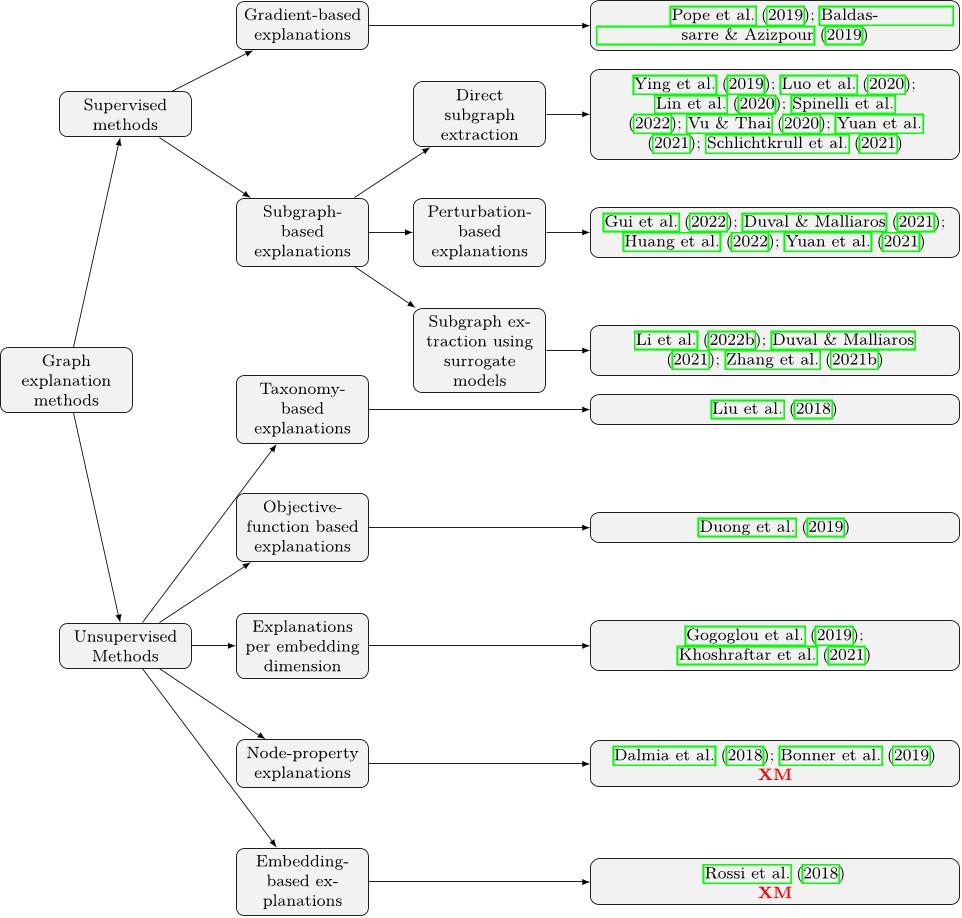 Gradient-based
explanations
Pope et al. (2019); Baldas-
sarre & Azizpour (2019)
Supervised
methods
Direct
subgraph
extraction
Ying et al. (2019); Luo et al. (2020);
Lin et al. (2020); Spinelli et al.
(2022); Vu & Thai (2020); Yuan et al.
(2021); Schlichtkrull et al. (2021)
Subgraph-
based
explanations
Perturbation-
based
explanations
Gui et al. (2022); Duval & Malliaros (2021);
Huang et al. (2022); Yuan et al. (2021)
Subgraph ex-
traction using
surrogate
models
Li et al. (2022b); Duval & Malliaros
(2021); Zhang et al. (2021b)
Graph
explanation
methods
Taxonomy-
based
explanations
Liu et al. (2018)
Objective-
function based
explanations
Duong et al. (2019)
Unsupervised
Methods
Explanations
per embedding
dimension
Gogoglou et al. (2019);
Khoshraftar et al. (2021)
Node-property
explanations
Dalmia et al. (2018); Bonner et al. (2019)
XM
Embedding-
based ex-
planations
Rossi et al. (2018)
XM